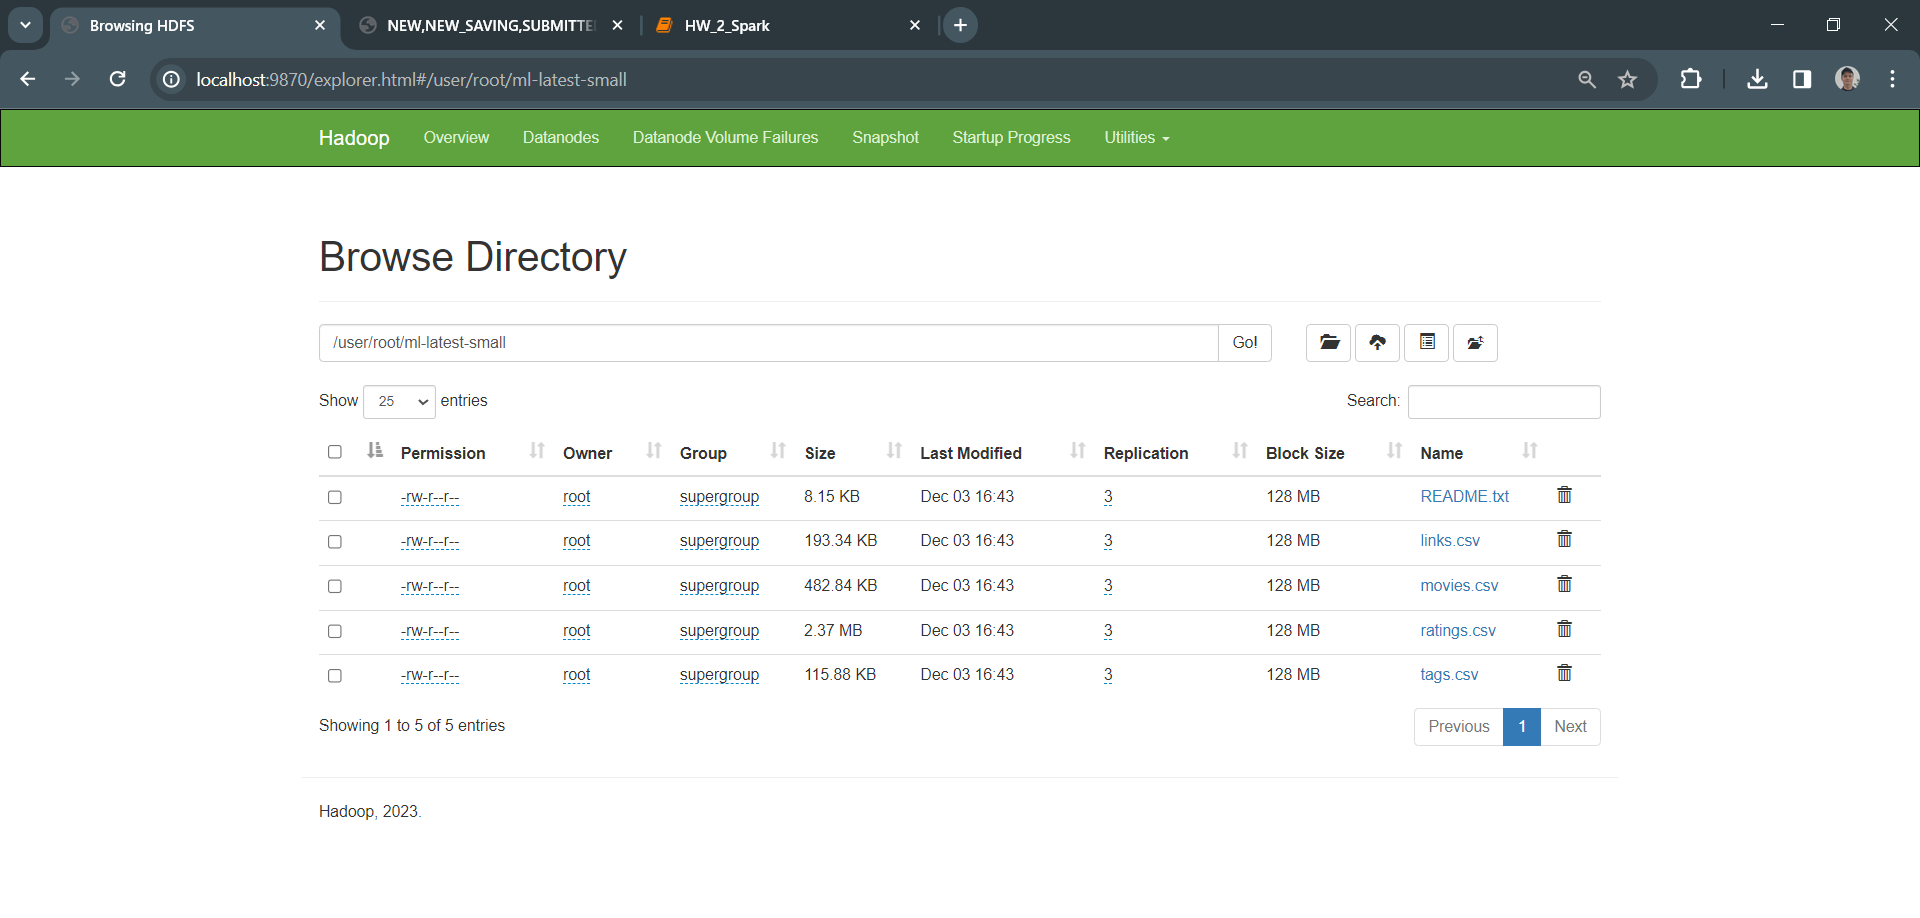 Browsing HDFS
NEW,NEW_SAVING,SUBMITTE
HW_2_Spark
localhost:9870/explorer.html#/user/root/ml-latest-small
Hadoop Overview Datanodes Datanode Volume Failures Snapshot Startup Progress Utilities
Browse Directory
/user/root/ml-latest-small Go!
Show 25 entries Search:
Permission Owner Group Size Last Modified Replication Block Size Name
-rw-r--r-- root supergroup 8.15 KB Dec 03 16:43 3 128 MB README.txt
-rw-r--r-- root supergroup 193.34 KB Dec 03 16:43 3 128 MB links.csv
-rw-r--r-- root supergroup 482.84 KB Dec 03 16:43 3 128 MB movies.csv
-rw-r--r-- root supergroup 2.37 MB Dec 03 16:43 3 128 MB ratings.csv
-rw-r--r-- root supergroup 115.88 KB Dec 03 16:43 3 128 MB tags.csv
Showing 1 to 5 of 5 entries Previous 1 Next
Hadoop, 2023.